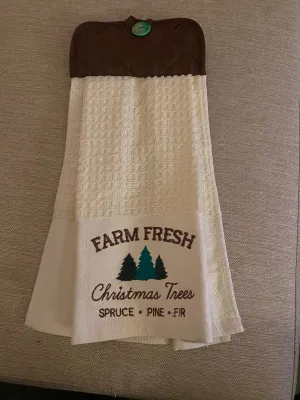 FARM FRESH
Christmas Trees
SPRUCE • PINE • FIR